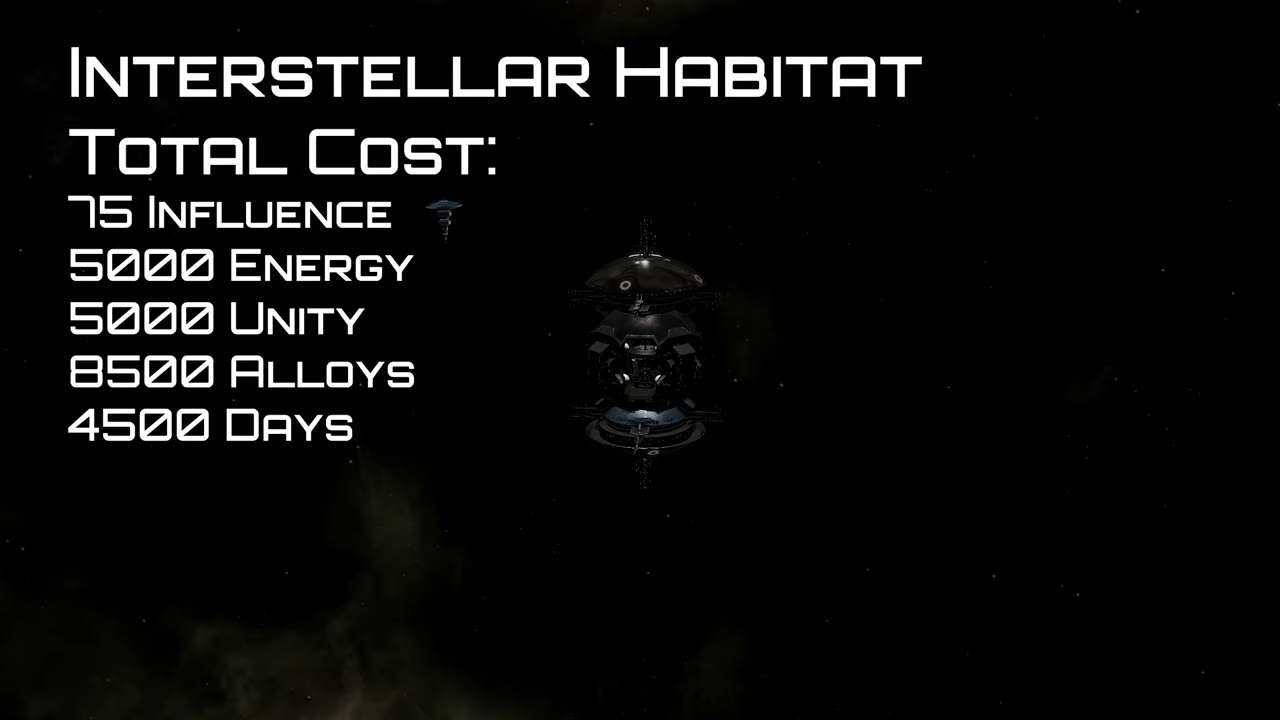 Interstellar Habitat
Total Cost:
75 Influence
5000 Energy
5000 Unity
8500 Alloys
4500 Days